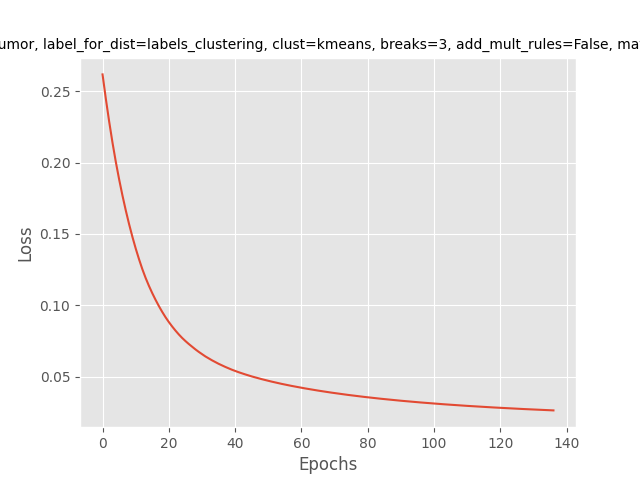 umor, label_for_dist=labels_clustering, clust=kmeans, breaks=3, add_mult_rules=False, ma
0.25
0.20
0.15
0.10
0.05
Loss
0 20 40 60 80 100 120 140
Epochs